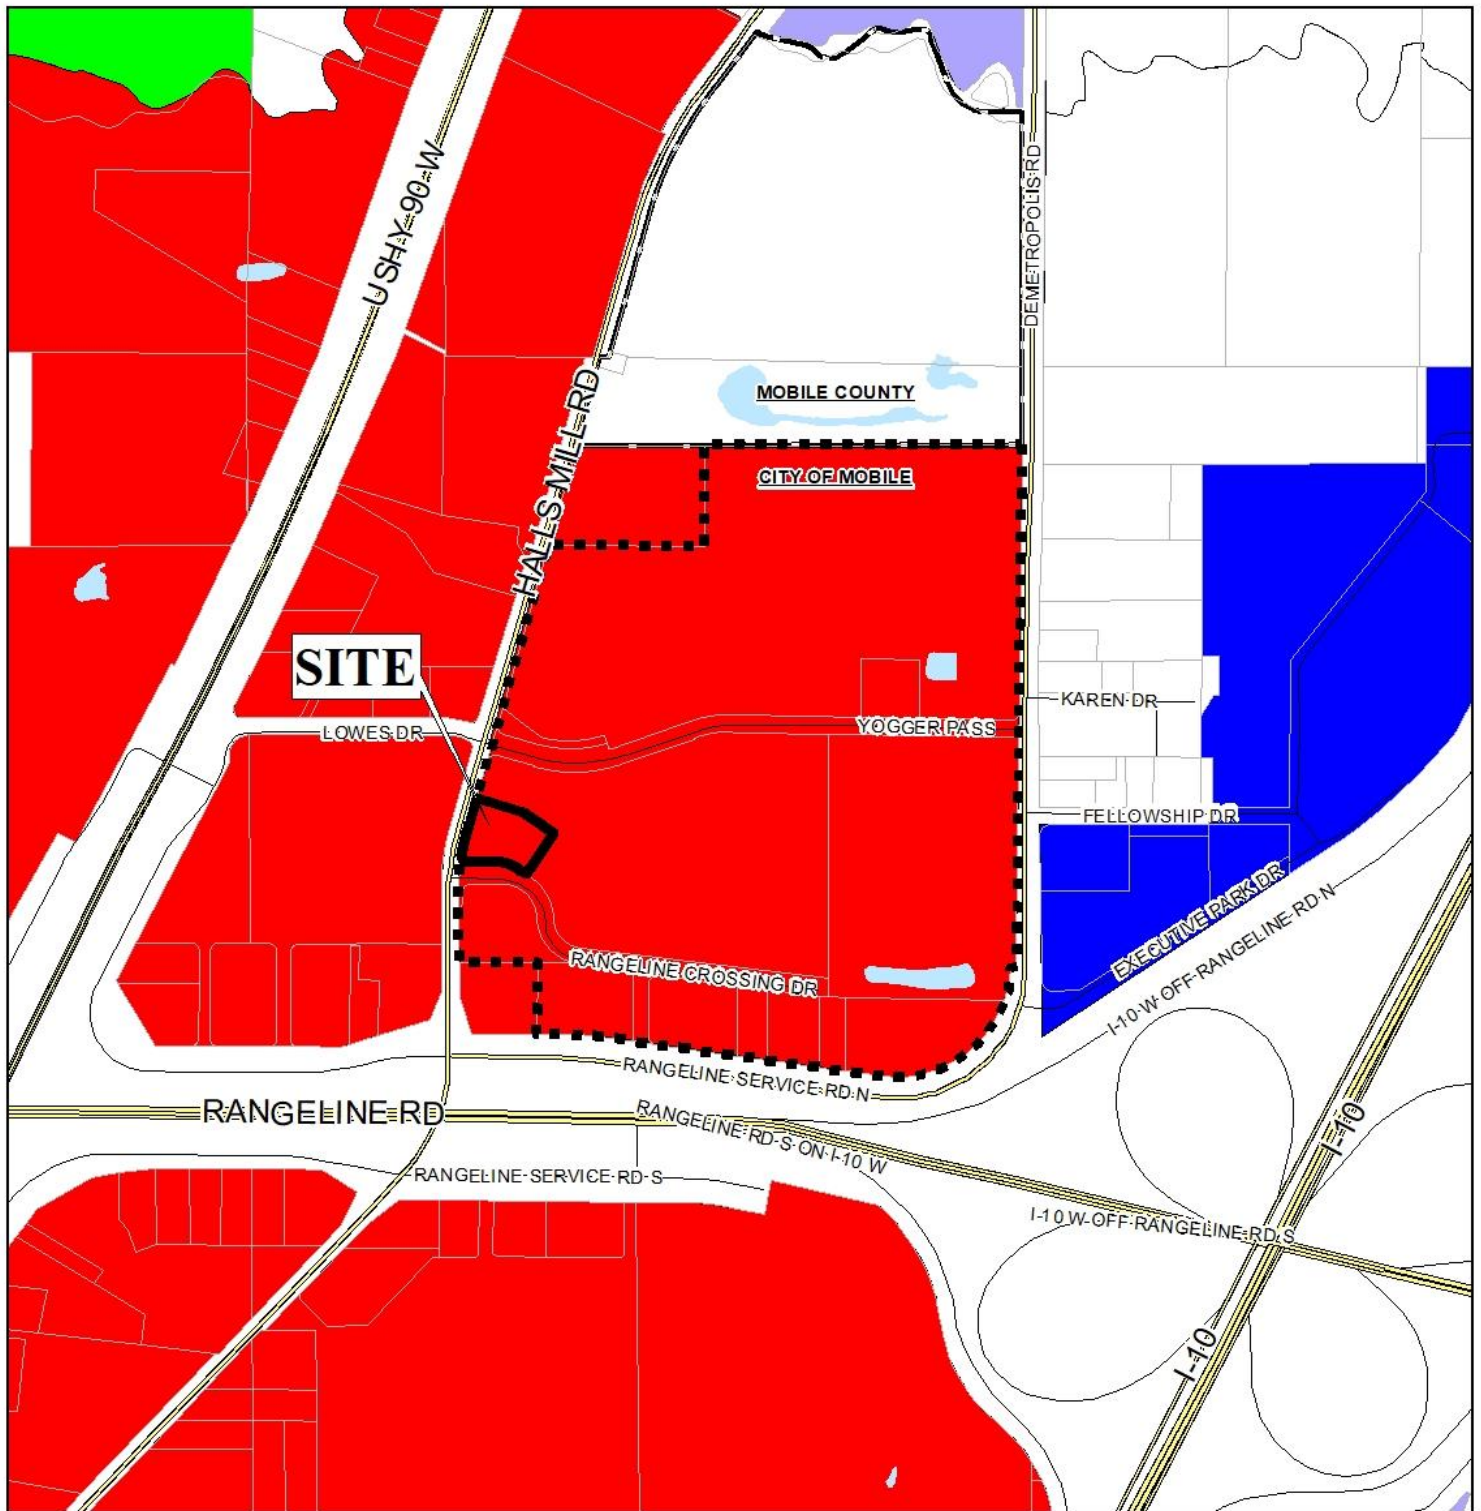 USHY 90 W
DEMETROPOLIS RD
MOBILE COUNTY
HALLS MILL RD
CITY OF MOBILE
SITE
KAREN DR
LOWES DR
YOGGER PASS
FELLOWSHIP DR
EXECUTIVE PARK DR
I-10 W OFF RANGELINE RD N
RANGELINE CROSSING DR
RANGELINE SERVICE RD N
RANGELINE RD
RANGELINE RD S ON I-10 W
I-10
RANGELINE SERVICE RD S
I-10 W OFF RANGELINE RD S
I-10